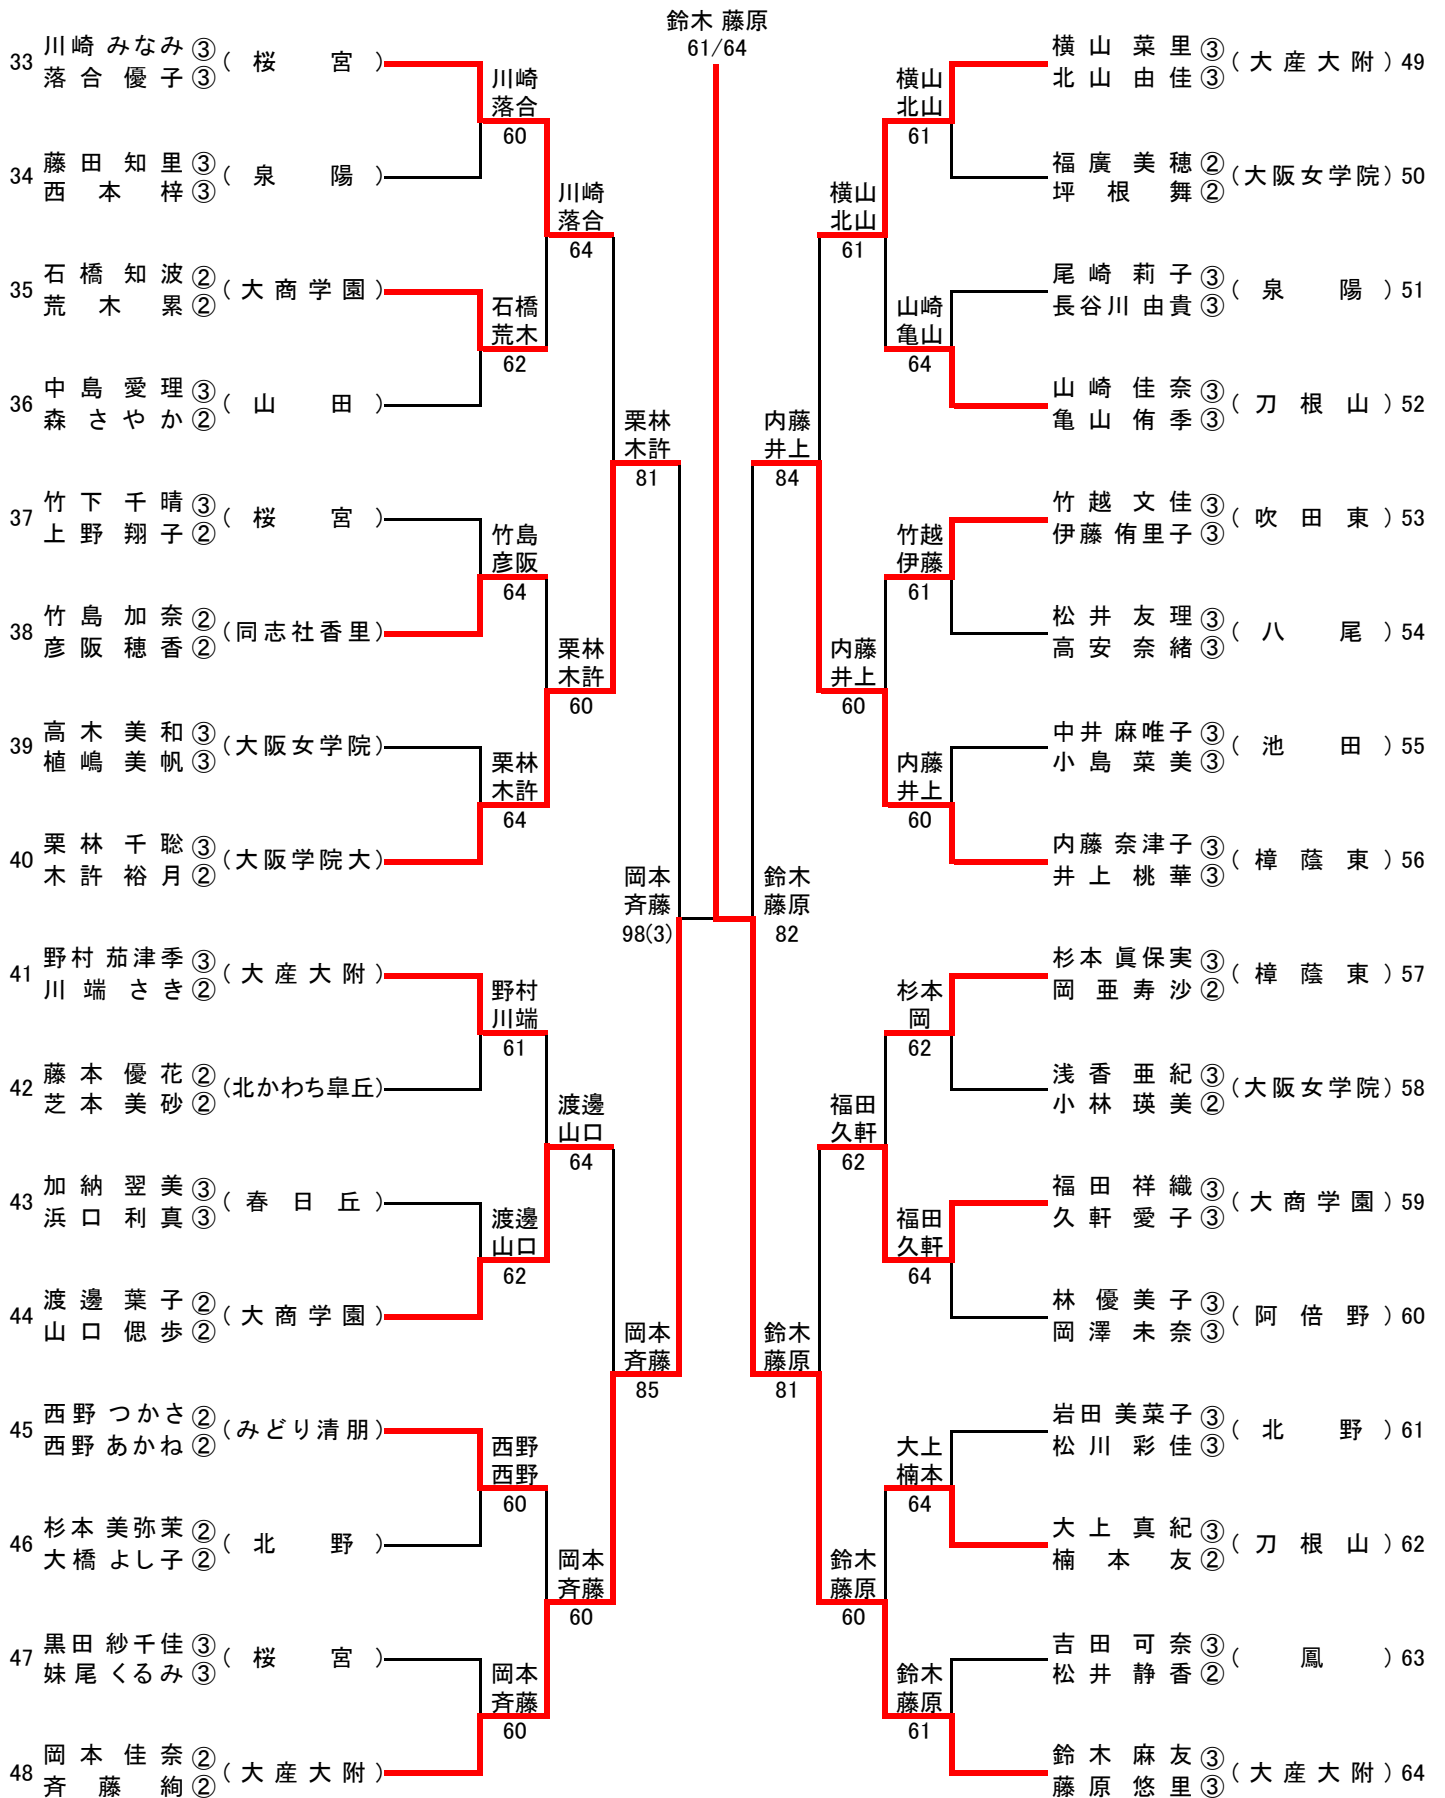 鈴木 藤原
61/64
33 川崎 みなみ ③ ( 桜宮 )
落合優子 ③
34 藤田知里 ③ ( 泉陽 )
西本梓 ③
35 石橋知波 ② ( 大商学園 )
荒木累 ②
36 中島愛理 ③ ( 山田 )
森さやか ②
37 竹下千晴 ③ ( 桜宮 )
上野翔子 ②
38 竹島加奈 ② ( 同志社香里 )
彦阪穂香 ②
39 高木美和 ③ ( 大阪女学院 )
植嶋美帆 ③
40 栗林千聡 ③ ( 大阪学院大 )
木許裕月 ②
41 野村 茄津季 ③ ( 大産大附 )
川端さき ②
42 藤本優花 ② ( 北かわち皐丘 )
芝本美砂 ②
43 加納翌美 ③ ( 春日丘 )
浜口利真 ③
44 渡邊葉子 ② ( 大商学園 )
山口偲歩 ②
45 西野 つかさ ② ( みどり清朋 )
西野 あかね ②
46 杉本 美弥茉 ② ( 北野 )
大橋 よし子 ②
47 黒田 紗千佳 ③ ( 桜宮 )
妹尾 くるみ ③
48 岡本佳奈 ② ( 大産大附 )
斉藤絢 ②
川崎
落合
60
石橋
荒木
62
竹島
彦阪
64
栗林
木許
64
野村
川端
61
渡邊
山口
62
西野
西野
60
岡本
斉藤
60
川崎
落合
64
栗林
木許
60
渡邊
山口
64
岡本
斉藤
60
栗林
木許
81
岡本
斉藤
85
岡本
斉藤
98(3)
鈴木
藤原
82
内藤
井上
84
鈴木
藤原
81
横山
北山
61
内藤
井上
60
福田
久軒
62
鈴木
藤原
60
横山
北山
61
山崎
亀山
64
竹越
伊藤
61
内藤
井上
60
杉本
岡
62
福田
久軒
64
大上
楠本
64
鈴木
藤原
61
横山菜里 ③ ( 大産大附 ) 49
北山由佳 ③
福廣美穂 ② ( 大阪女学院 ) 50
坪根舞 ②
尾崎莉子 ③ ( 泉陽 ) 51
長谷川 由貴 ③
山崎佳奈 ③ ( 刀根山 ) 52
亀山侑季 ③
竹越文佳 ③ ( 吹田東 ) 53
伊藤 侑里子 ③
松井友理 ③ ( 八尾 ) 54
高安奈緒 ③
中井 麻唯子 ③ ( 池田 ) 55
小島菜美 ③
内藤 奈津子 ③ ( 樟蔭東 ) 56
井上桃華 ③
杉本 眞保実 ③ ( 樟蔭東 ) 57
岡亜寿沙 ②
浅香亜紀 ③ ( 大阪女学院 ) 58
小林瑛美 ②
福田祥織 ③ ( 大商学園 ) 59
久軒愛子 ③
林優美子 ③ ( 阿倍野 ) 60
岡澤未奈 ③
岩田 美菜子 ③ ( 北野 ) 61
松川彩佳 ③
大上真紀 ③ ( 刀根山 ) 62
楠本友 ②
吉田可奈 ③ ( 鳳 ) 63
松井静香 ②
鈴木麻友 ③ ( 大産大附 ) 64
藤原悠里 ③